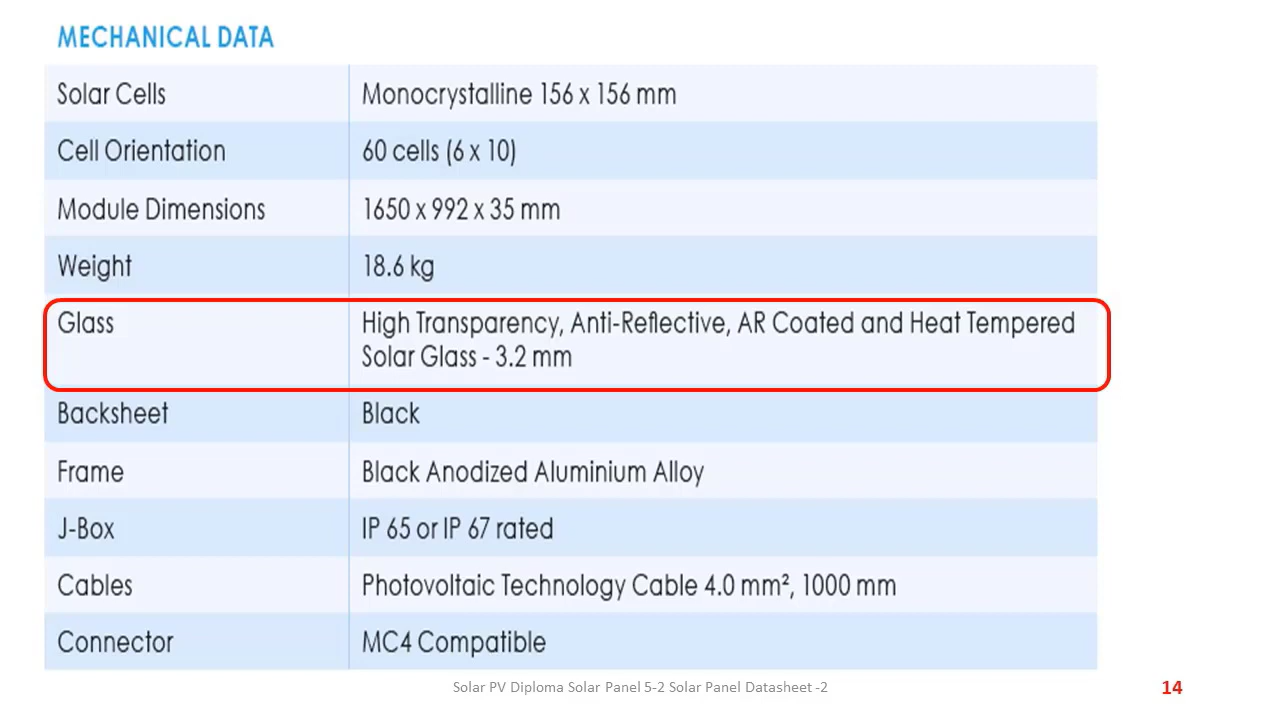 MECHANICAL DATA
Solar Cells Monocrystalline 156 x 156 mm
Cell Orientation 60 cells (6 x 10)
Module Dimensions 1650 x 992 x 35 mm
Weight 18.6 kg
Glass High Transparency, Anti-Reflective, AR Coated and Heat Tempered
Solar Glass - 3.2 mm
Backsheet Black
Frame Black Anodized Aluminium Alloy
J-Box IP 65 or IP 67 rated
Cables Photovoltaic Technology Cable 4.0 mm², 1000 mm
Connector MC4 Compatible
Solar PV Diploma Solar Panel 5-2 Solar Panel Datasheet -2 14